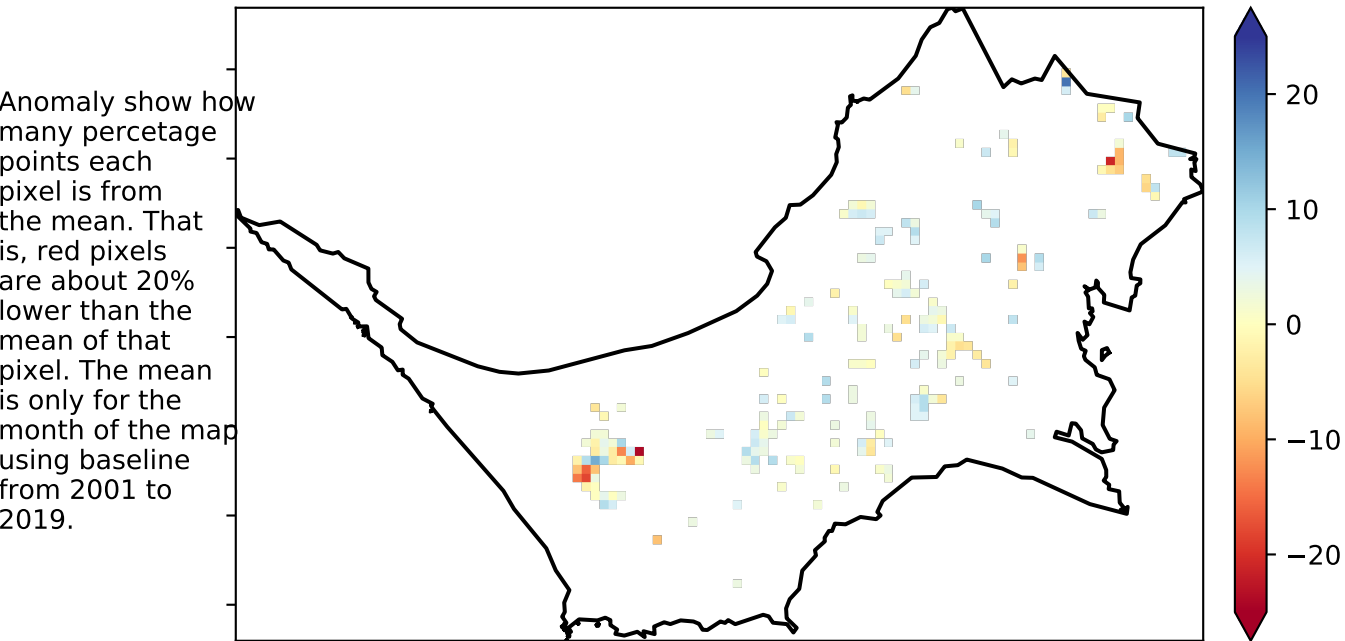 Anomaly show how
many percetage
points each
pixel is from
the mean. That
is, red pixels
are about 20%
lower than the
mean of that
pixel. The mean
is only for the
month of the map
using baseline
from 2001 to
2019.
20
10
0
−10
−20